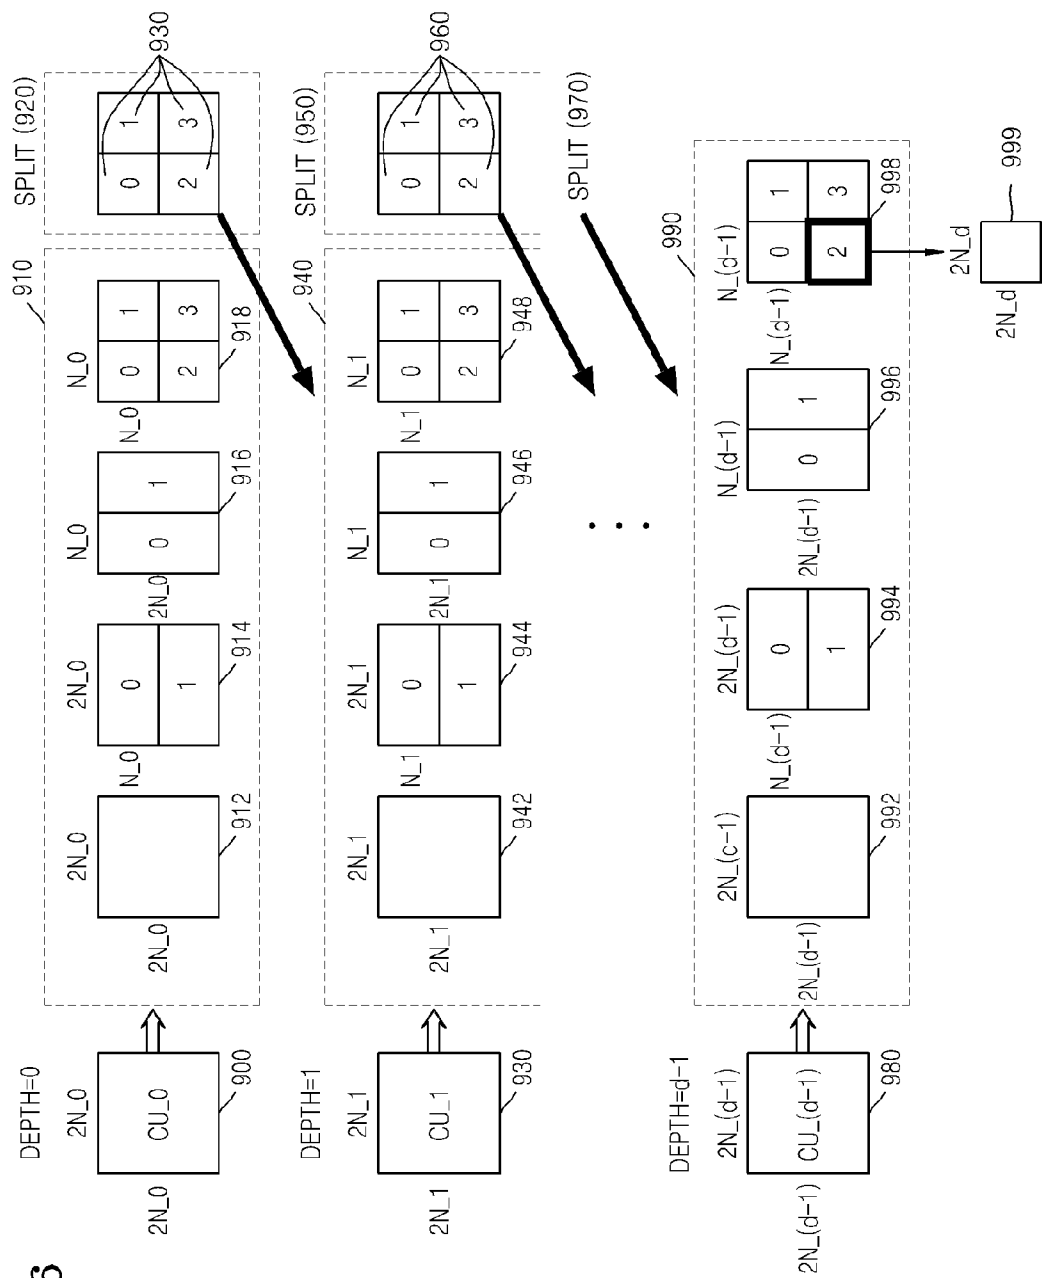 6
DEPTH=0
SPLIT (920)
910
2N_0
2N_0
N_0
N_0
2N_0
CU_0
2N_0
N_0
2N_0
N_0
0
1
0
1
0
1
2
3
0
1
2
3
930
900
912
914
916
918
DEPTH=1
SPLIT (950)
940
2N_1
2N_1
2N_1
N_1
N_1
2N_1
CU_1
2N_1
N_1
2N_1
N_1
0
1
0
1
0
1
2
3
0
1
2
3
960
930
942
944
946
948
. . .
SPLIT (970)
DEPTH=d-1
990
2N_(d-1)
2N_(c-1)
2N_(d-1)
N_(d-1)
N_(d-1)
2N_(d-1)
CU_(d-1)
2N_(d-1)
N_(d-1)
2N_(d-1)
N_(d-1)
0
1
0
1
0
1
2
3
980
992
994
996
998
2N_d
2N_d
999